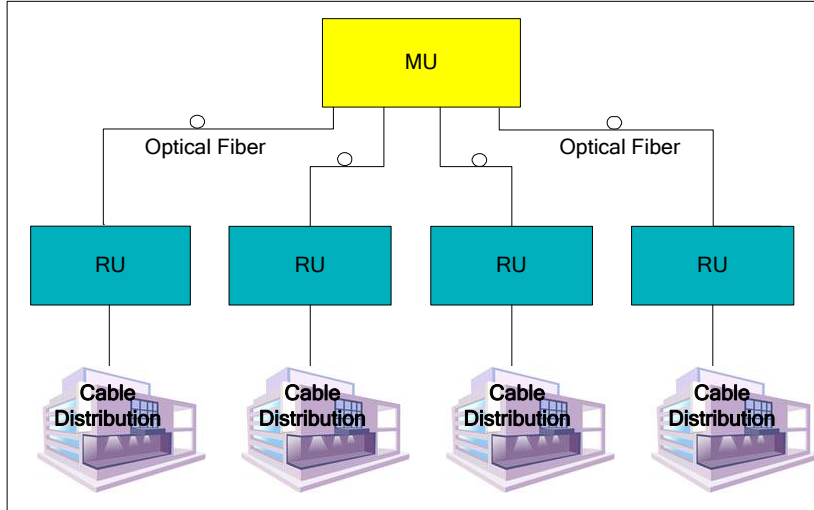 MU
Optical Fiber
Optical Fiber
RU
RU
RU
RU
Cable
Distribution
Cable
Distribution
Cable
Distribution
Cable
Distribution